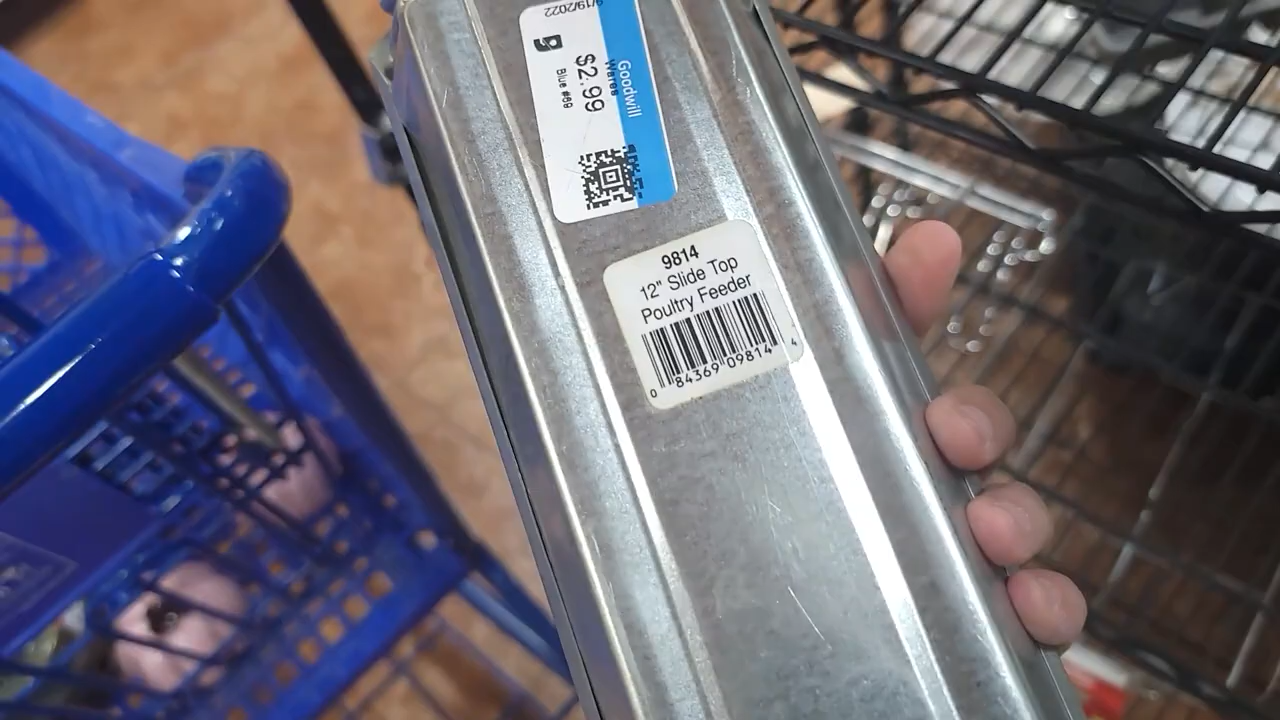 9/19/2022
Goodwill
Wares
$2.99
Blue #69
9814
12" Slide Top
Poultry Feeder
0 84369 09814 4